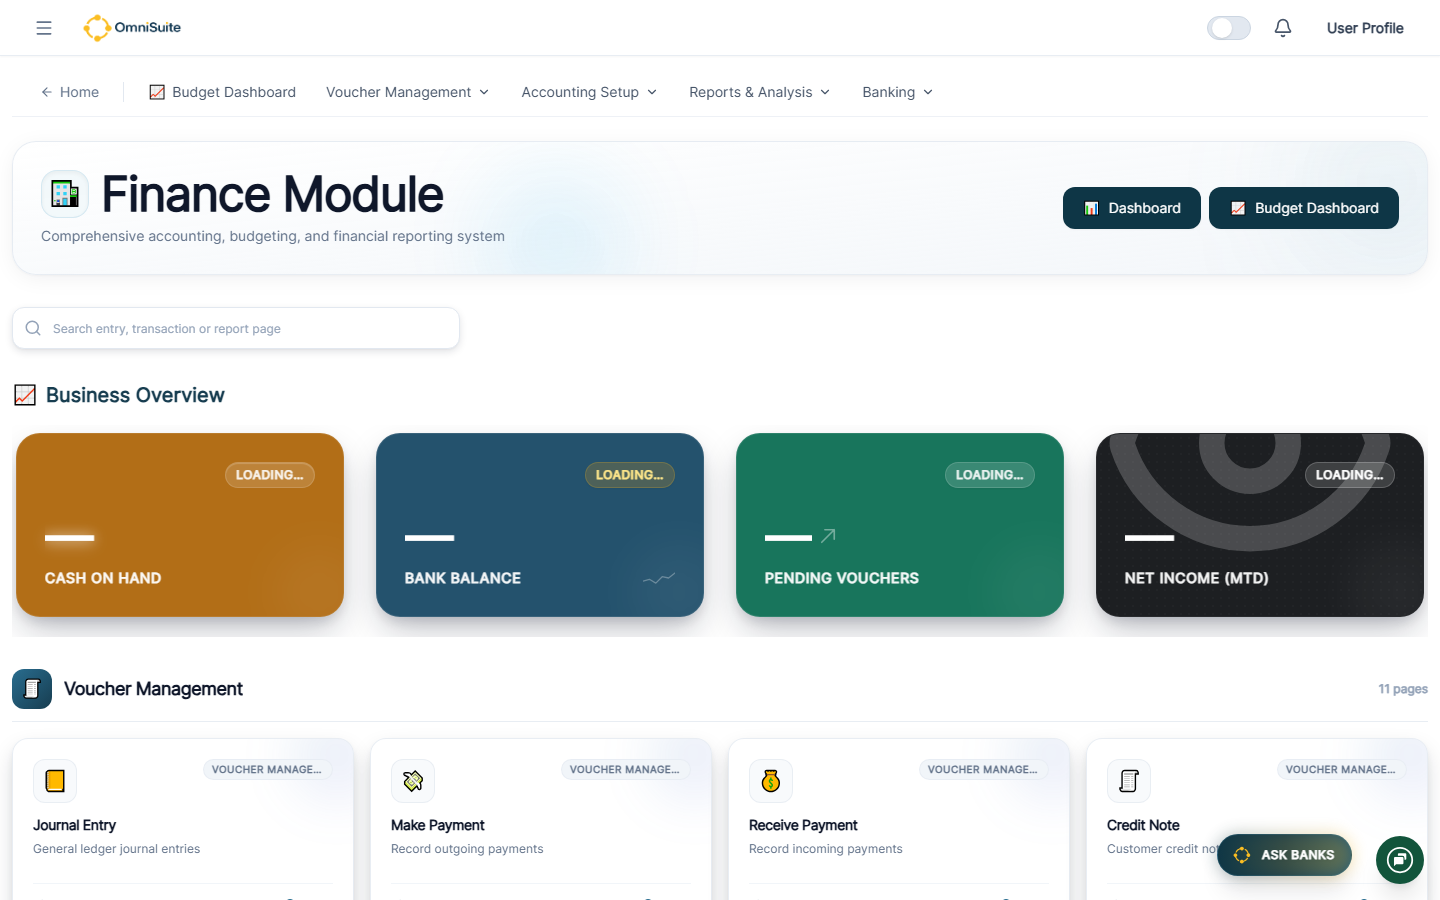 OmniSuite
User Profile
Home
Budget Dashboard
Voucher Management
Accounting Setup
Reports & Analysis
Banking
Finance Module
Comprehensive accounting, budgeting, and financial reporting system
Dashboard
Budget Dashboard
Search entry, transaction or report page
Business Overview
LOADING...
CASH ON HAND
LOADING...
BANK BALANCE
LOADING...
PENDING VOUCHERS
LOADING...
NET INCOME (MTD)
Voucher Management
11 pages
VOUCHER MANAGE...
Journal Entry
General ledger journal entries
VOUCHER MANAGE...
Make Payment
Record outgoing payments
VOUCHER MANAGE...
Receive Payment
Record incoming payments
VOUCHER MANAGE...
Credit Note
Customer credit
ASK BANKS